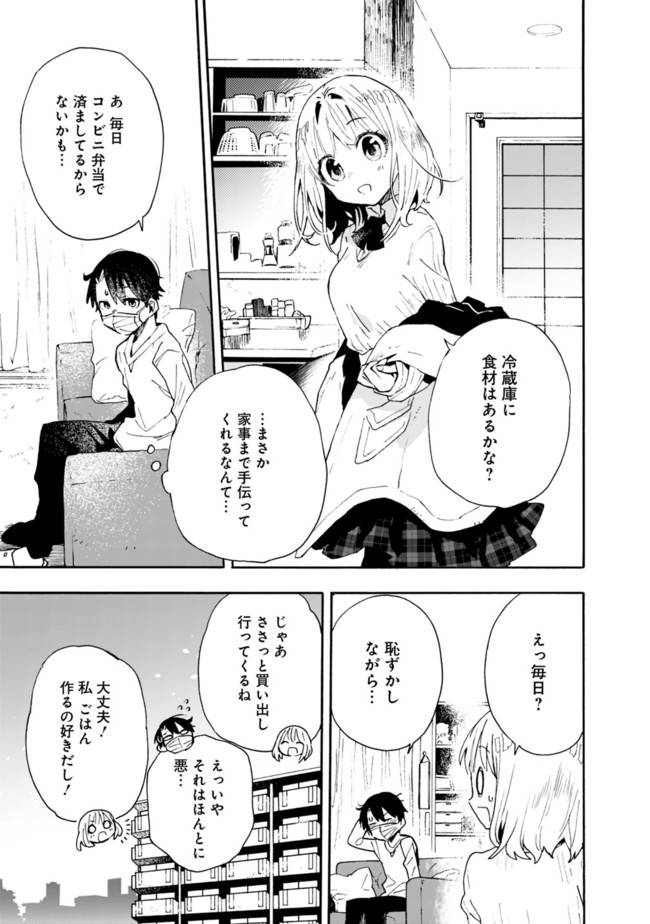 冷蔵庫に
食材はあるかな？
…まさか
家事まで手伝って
くれるなんて…
あ 毎日
コンビニ弁当で
済ましてるから
ないかも…
えっ毎日？
恥ずかし
ながら…
じゃあ
ささっと買い出し
行ってくるね
えっいや
それはほんとに
悪…
大丈夫！
私 ごはん
作るの好きだし！